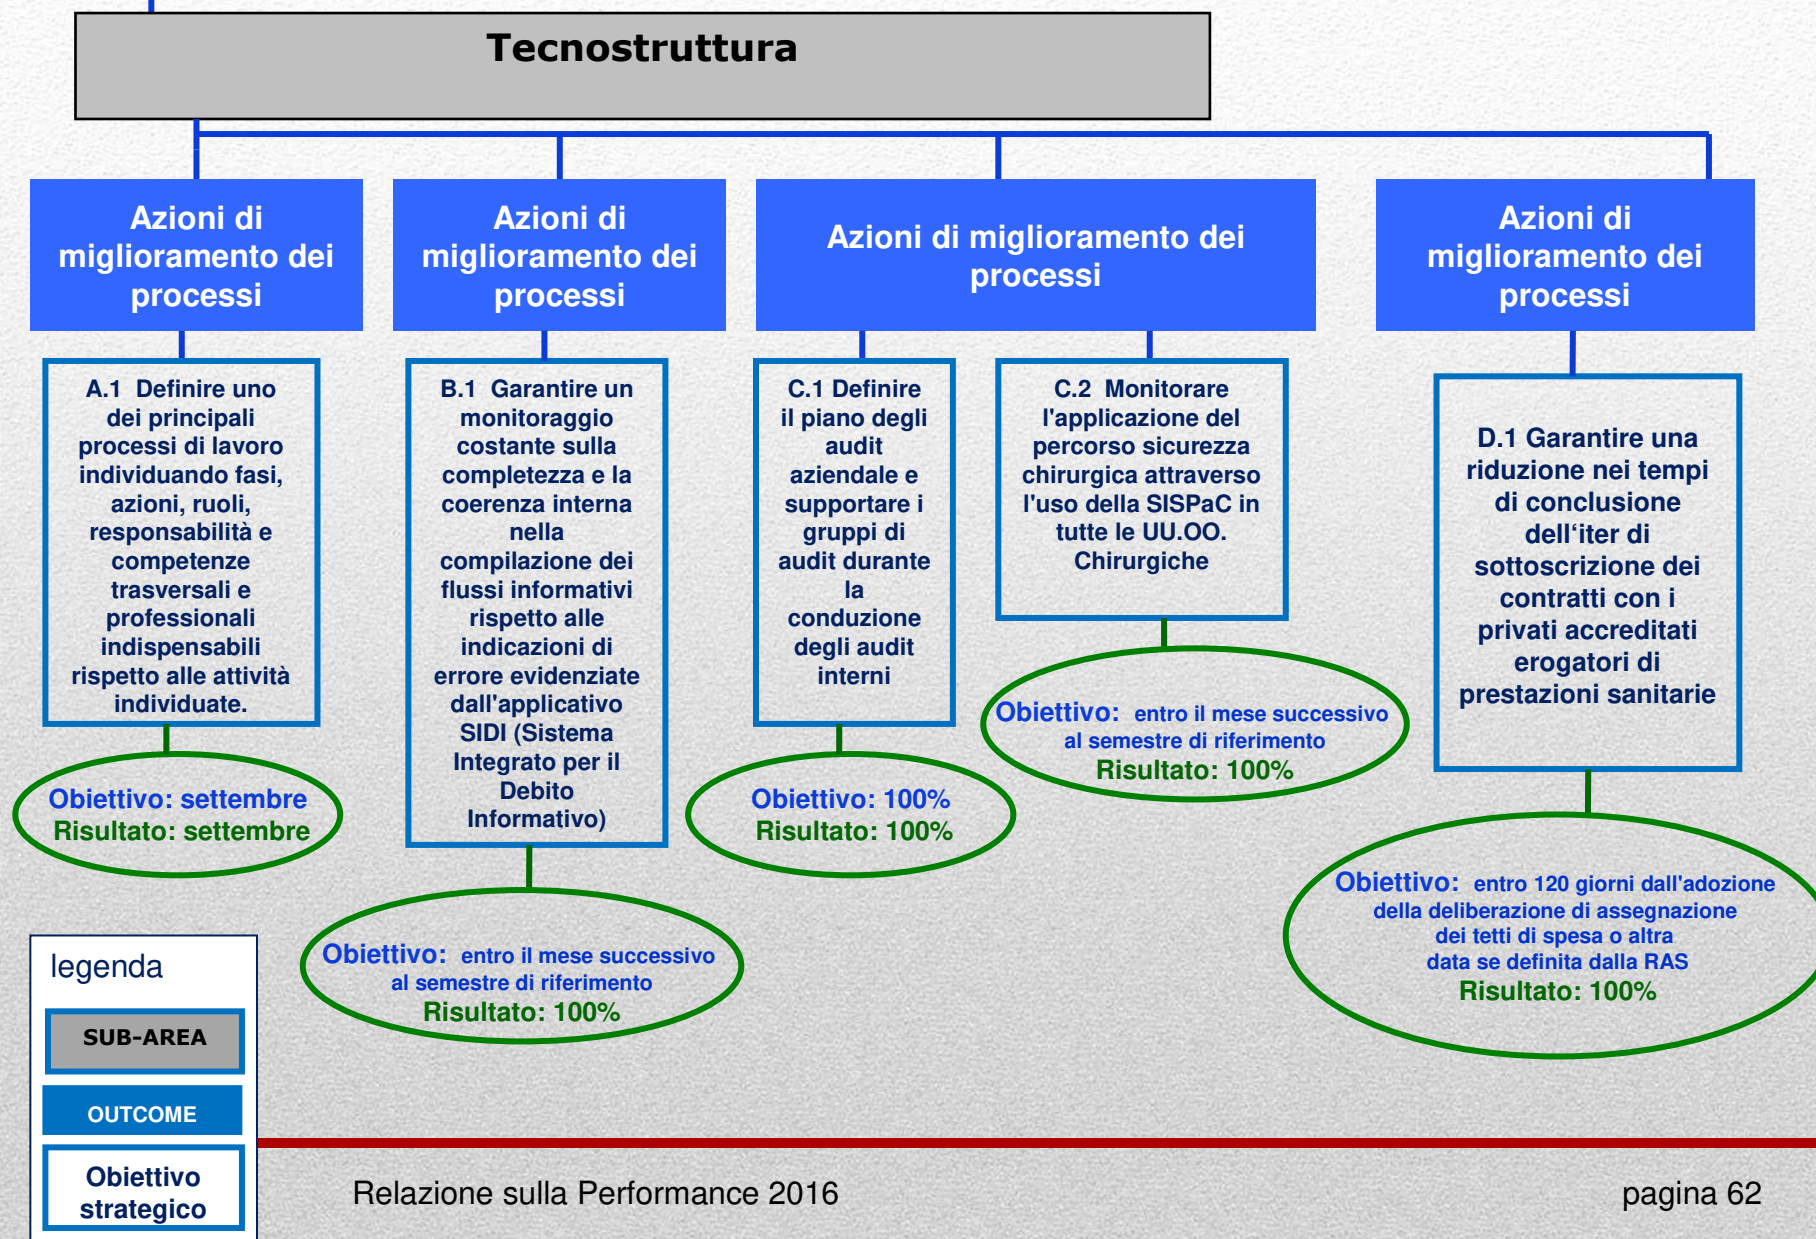 Tecnostruttura
Azioni di
miglioramento dei
processi
Azioni di
miglioramento dei
processi
Azioni di miglioramento dei
processi
Azioni di
miglioramento dei
processi
A.1 Definire uno
dei principali
processi di lavoro
individuando fasi,
azioni, ruoli,
responsabilità e
competenze
trasversali e
professionali
indispensabili
rispetto alle attività
individuate.
Obiettivo: settembre
Risultato: settembre
B.1 Garantire un
monitoraggio
costante sulla
completezza e la
coerenza interna
nella
compilazione dei
flussi informativi
rispetto alle
indicazioni di
errore evidenziate
dall'applicativo
SIDI (Sistema
Integrato per il
Debito
Informativo)
Obiettivo: entro il mese successivo
al semestre di riferimento
Risultato: 100%
C.1 Definire
il piano degli
audit
aziendale e
supportare i
gruppi di
audit durante
la
conduzione
degli audit
interni
Obiettivo: 100%
Risultato: 100%
C.2 Monitorare
l'applicazione del
percorso sicurezza
chirurgica attraverso
l'uso della SISPaC in
tutte le UU.OO.
Chirurgiche
Obiettivo: entro il mese successivo
al semestre di riferimento
Risultato: 100%
D.1 Garantire una
riduzione nei tempi
di conclusione
dell‘iter di
sottoscrizione dei
contratti con i
privati accreditati
erogatori di
prestazioni sanitarie
Obiettivo: entro 120 giorni dall'adozione
della deliberazione di assegnazione
dei tetti di spesa o altra
data se definita dalla RAS
Risultato: 100%
legenda
SUB-AREA
OUTCOME
Obiettivo
strategico
Relazione sulla Performance 2016
pagina 62